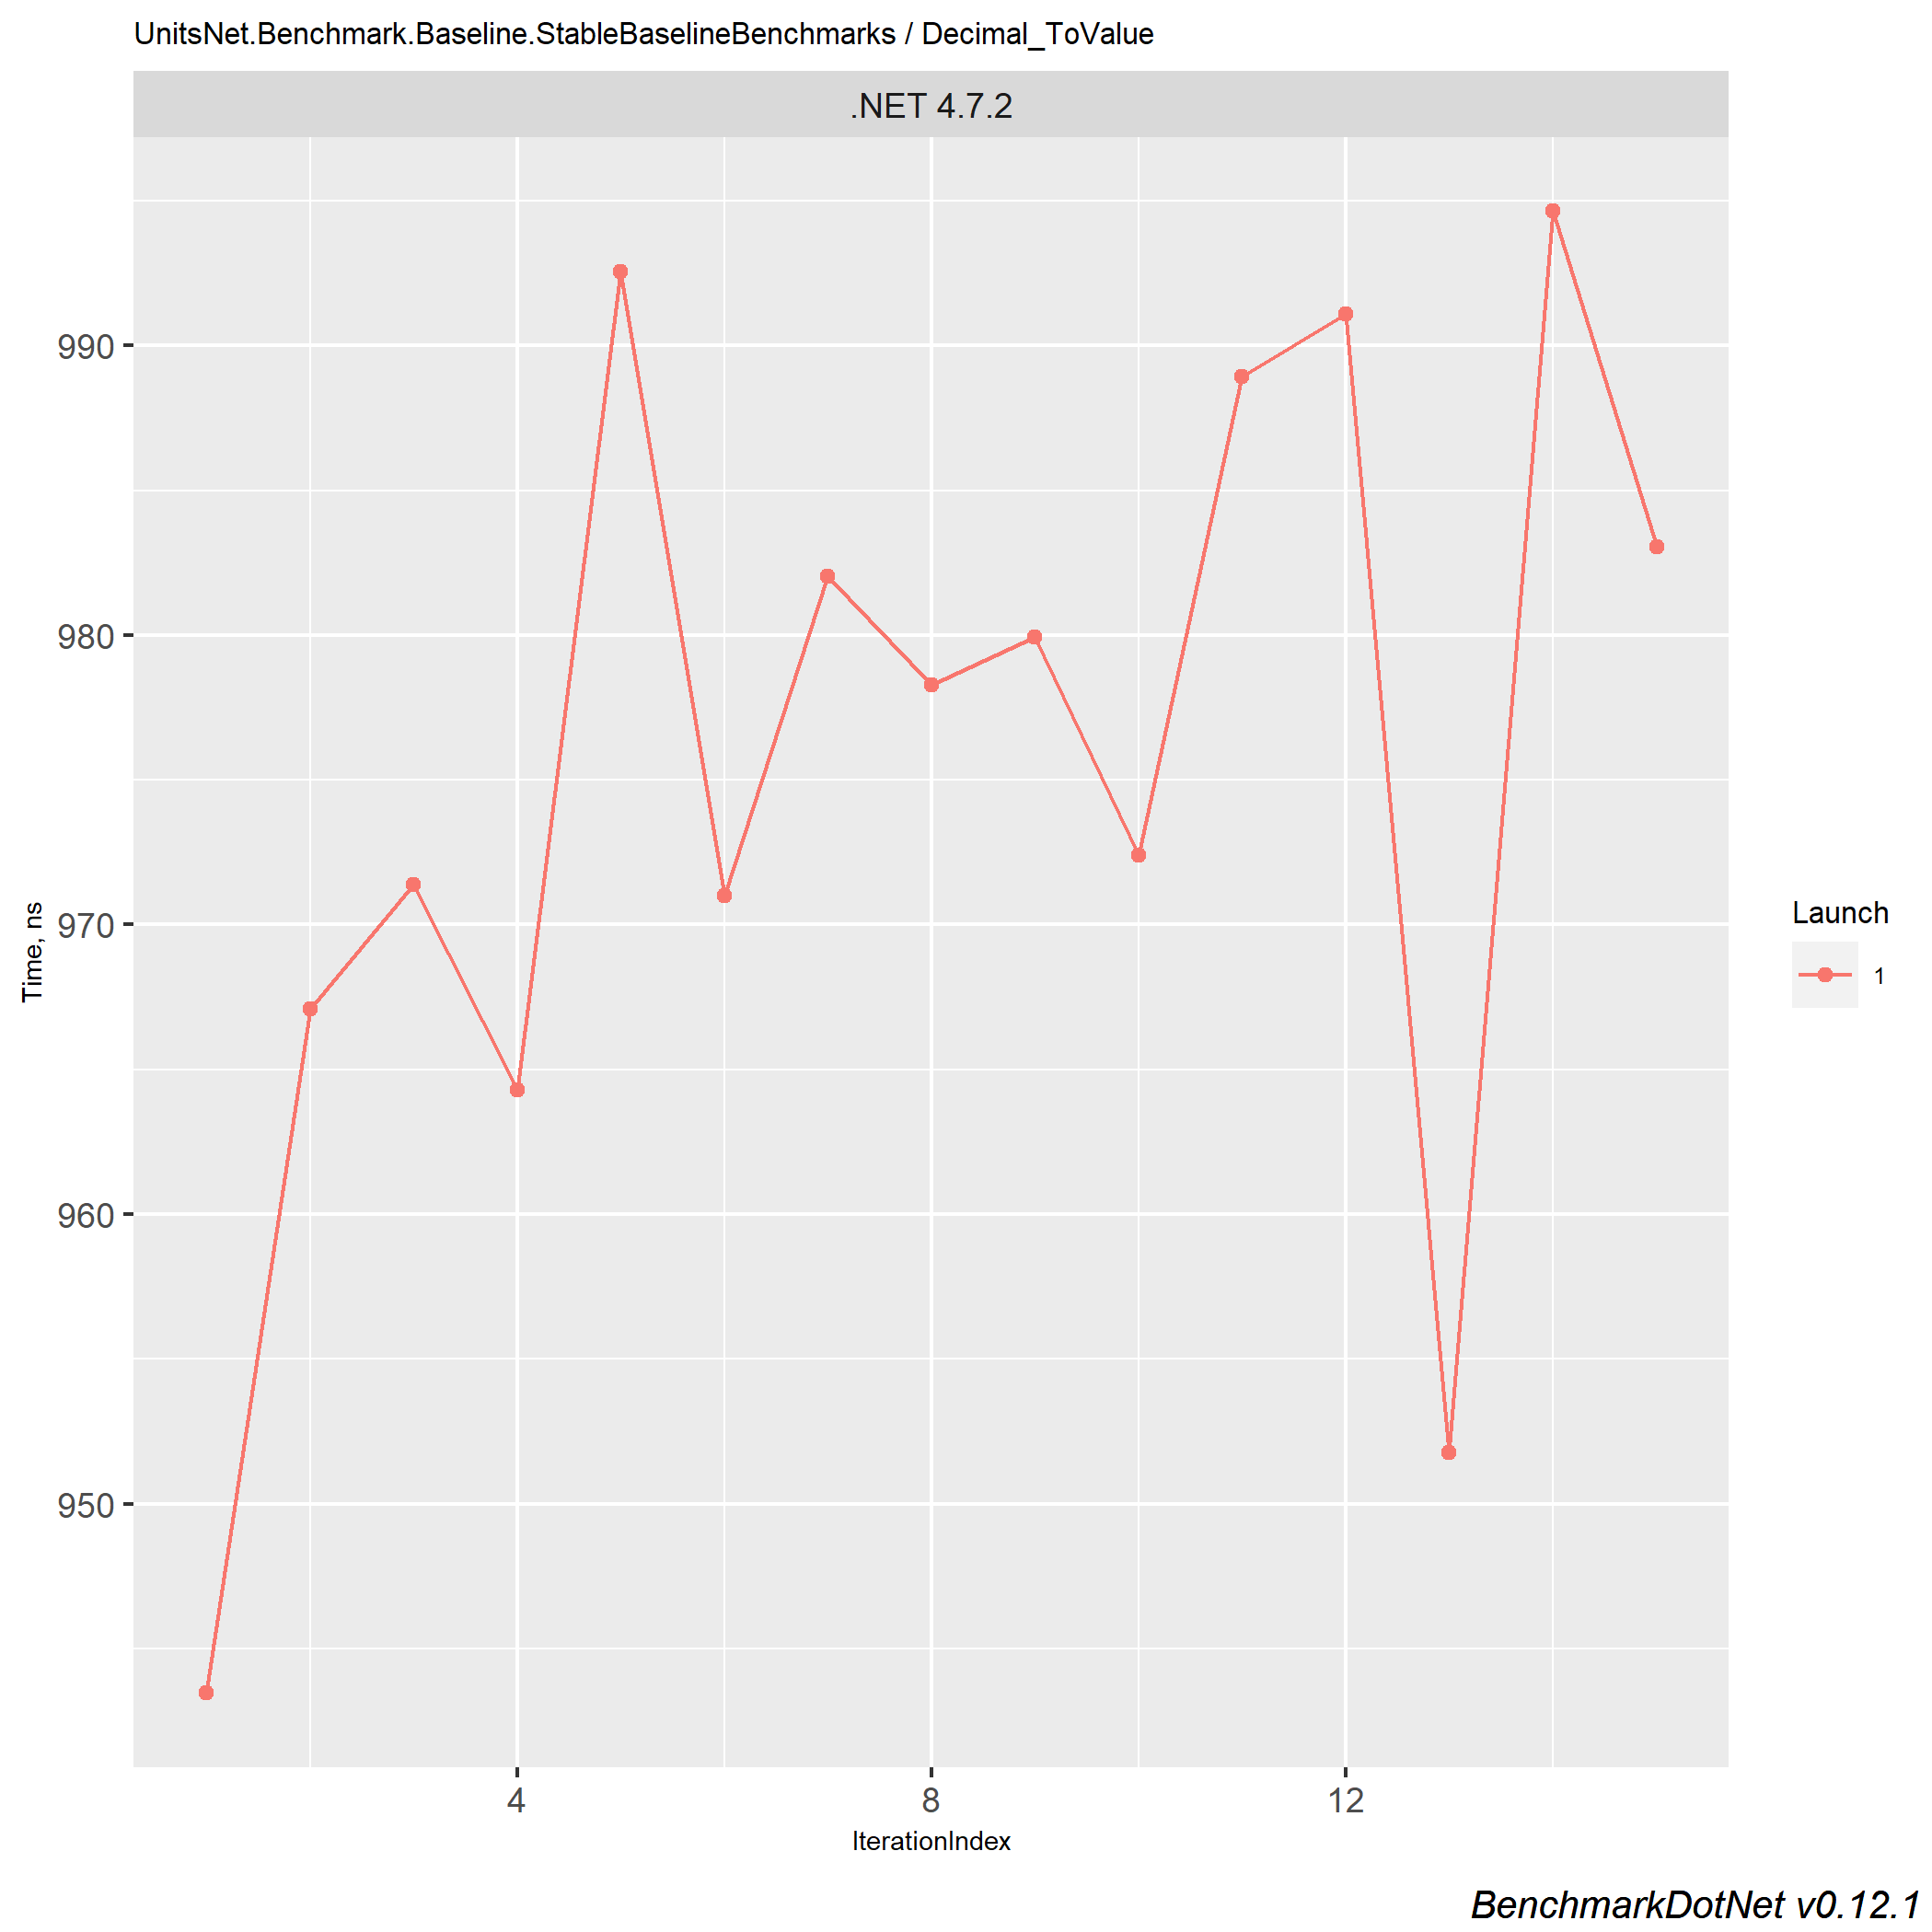 UnitsNet.Benchmark.Baseline.StableBaselineBenchmarks / Decimal_ToValue
.NET 4.7.2
990
980
970
960
950
Time, ns
4
8
12
IterationIndex
Launch
1
BenchmarkDotNet v0.12.1